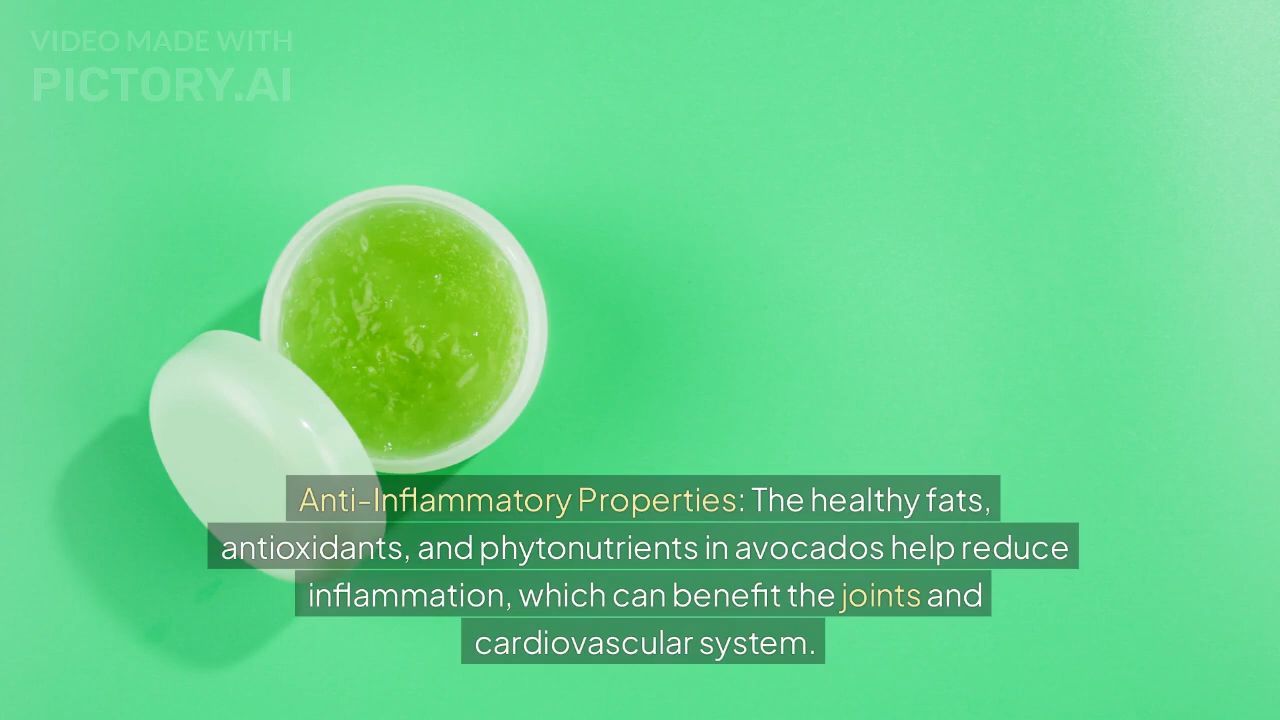 VIDEO MADE WITH
PICTORY.AI
Anti-Inflammatory Properties: The healthy fats,
antioxidants, and phytonutrients in avocados help reduce
inflammation, which can benefit the joints and
cardiovascular system.